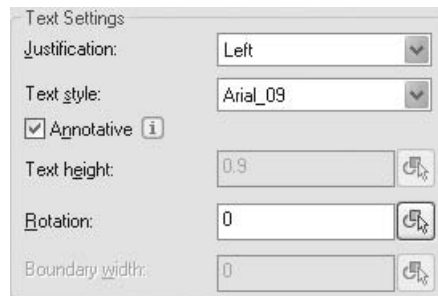 Text Settings
Justification: Left
Text style: Arial_09
Annotative i
Text height: 0.9
Rotation: 0
Boundary width: 0